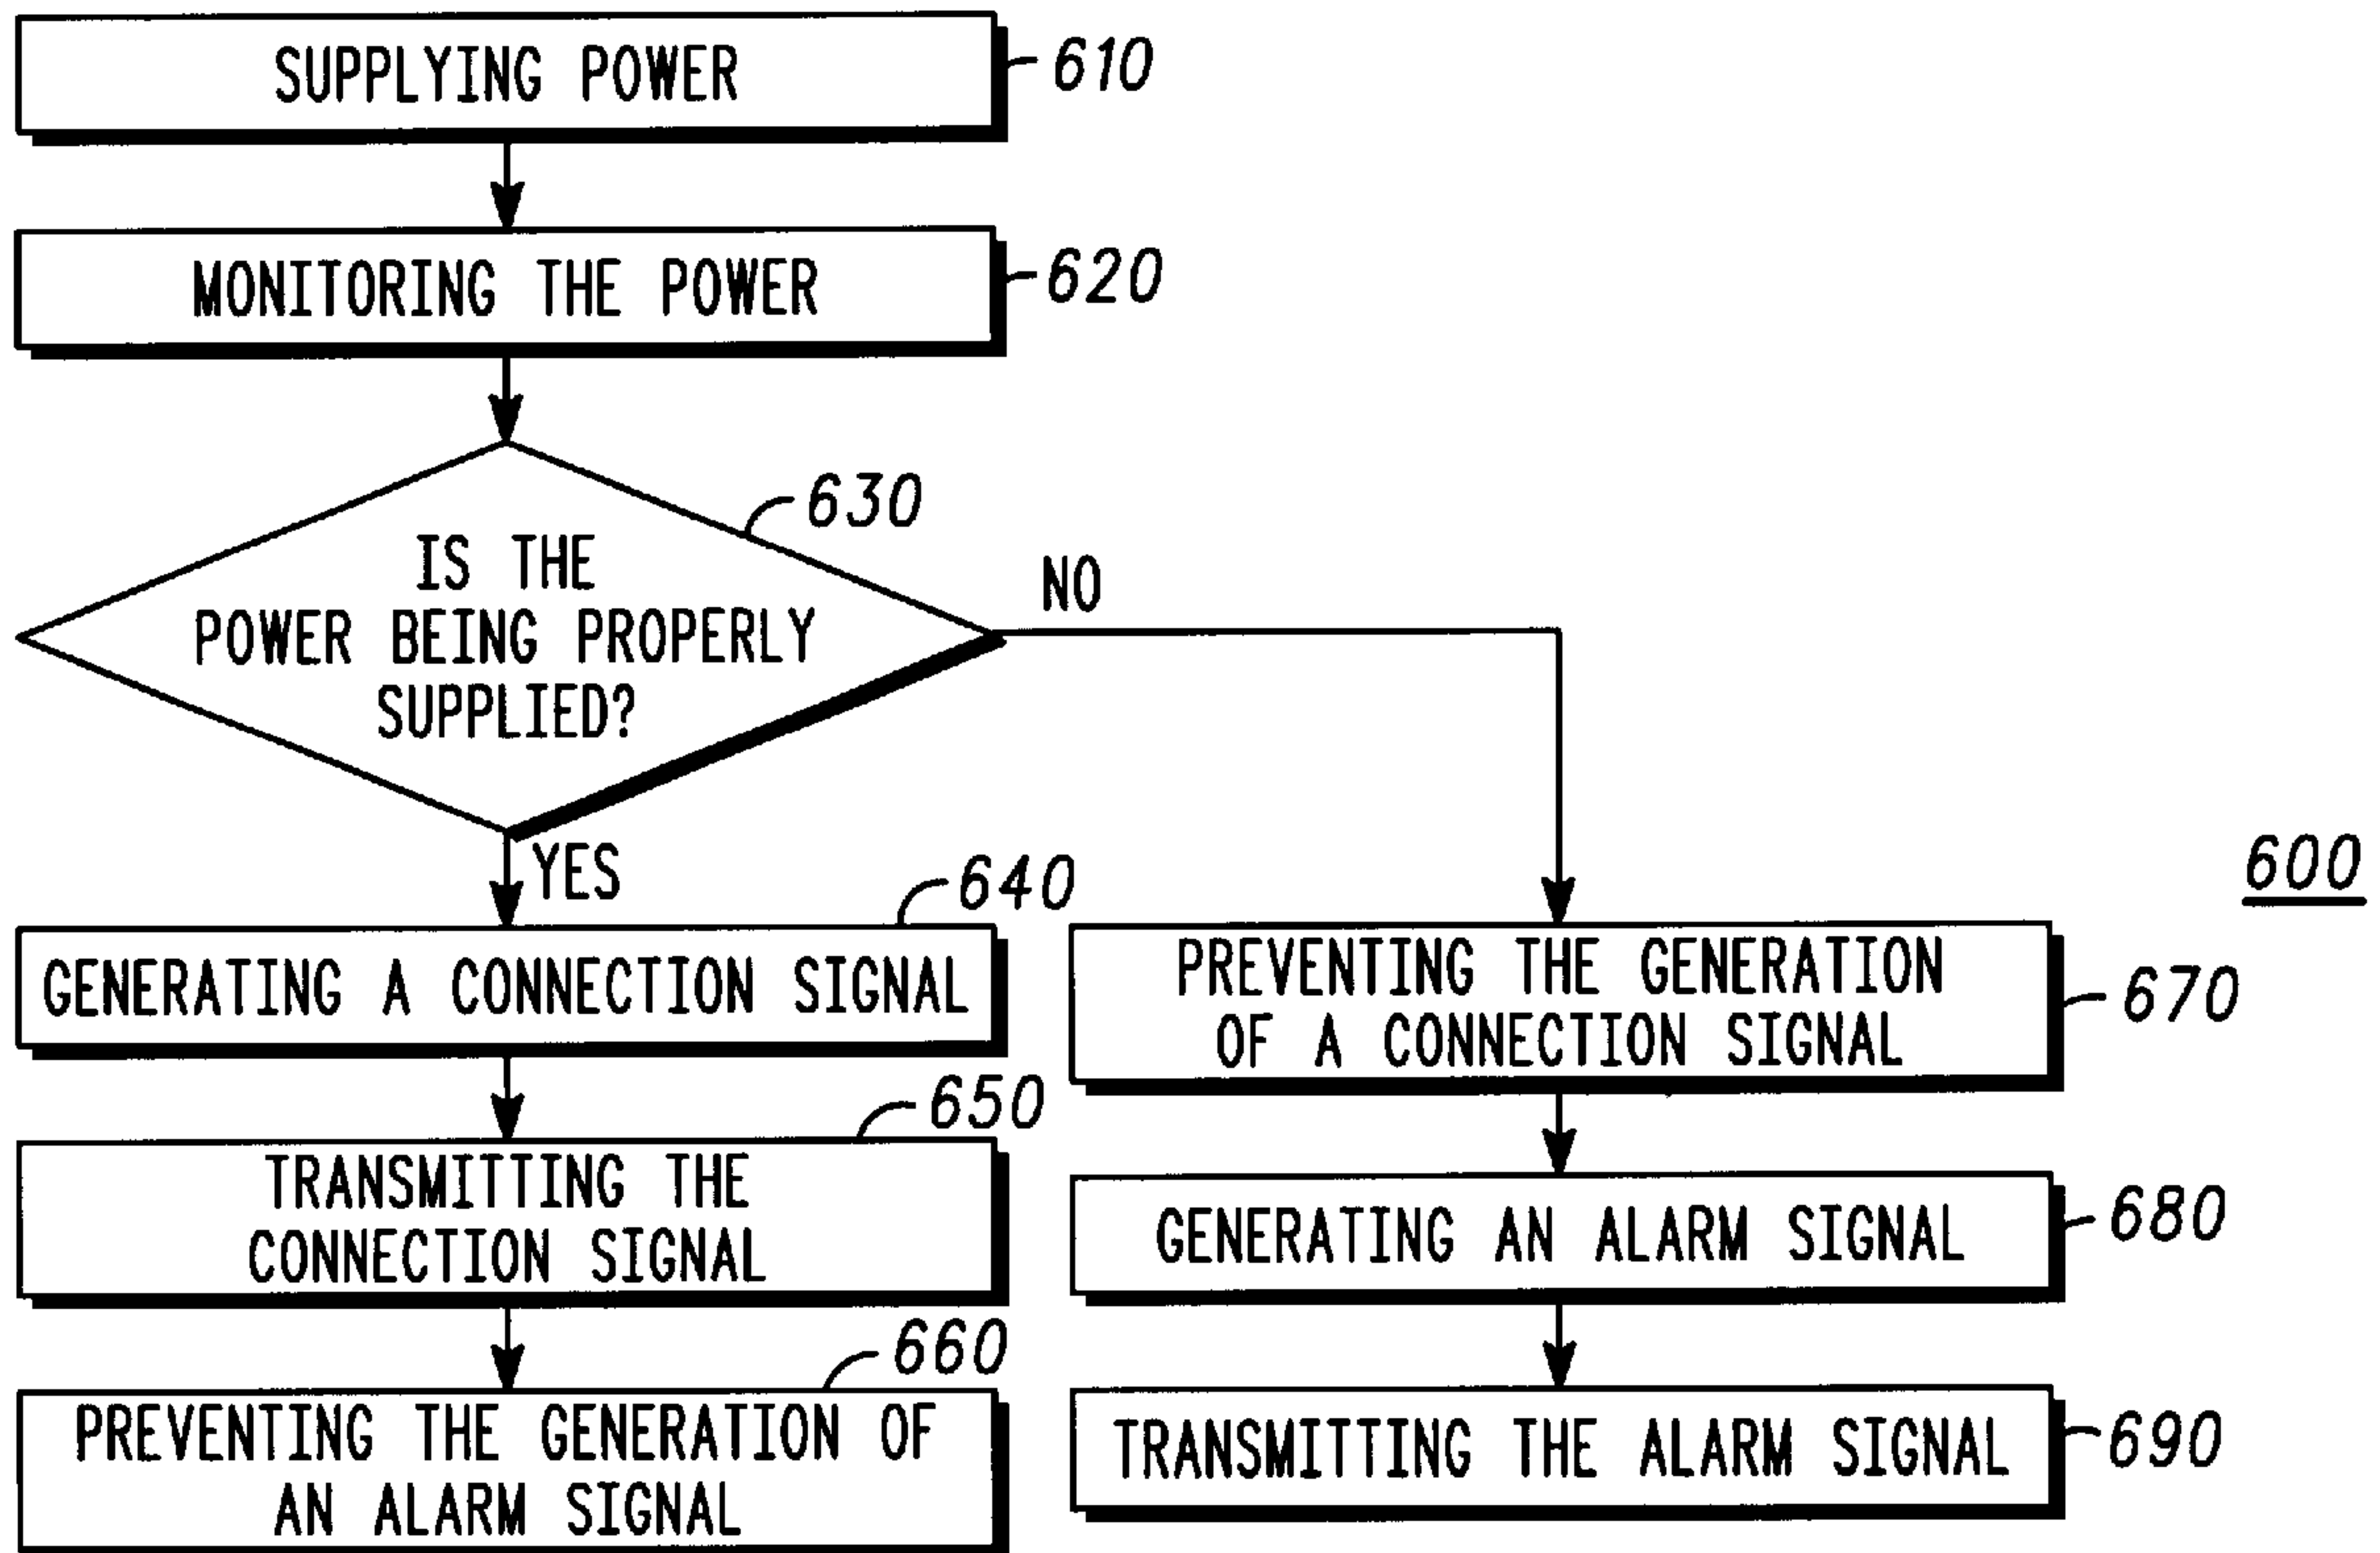 SUPPLYING POWER
610
MONITORING THE POWER
620
630
IS THE
POWER BEING PROPERLY
SUPPLIED?
NO
YES
640
GENERATING A CONNECTION SIGNAL
650
TRANSMITTING THE
CONNECTION SIGNAL
660
PREVENTING THE GENERATION OF
AN ALARM SIGNAL
600
PREVENTING THE GENERATION
OF A CONNECTION SIGNAL
670
GENERATING AN ALARM SIGNAL
680
TRANSMITTING THE ALARM SIGNAL
690